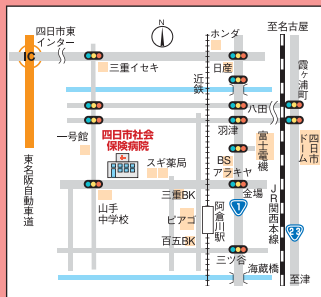 至名古屋
四日市東
インター
N
ホンダ
IC
三重イセキ
日産
近鉄
霞ヶ浦町
八田
一号館
四日市社会
保険病院
羽津
富士電機
四日市
ドーム
スギ薬局
BS
アラキヤ
東名阪自動車道
山手
中学校
三重BK
金場
ピアゴ
阿倉川駅
1
JR関西本線
23
百五BK
三ツ谷
海蔵橋
至津